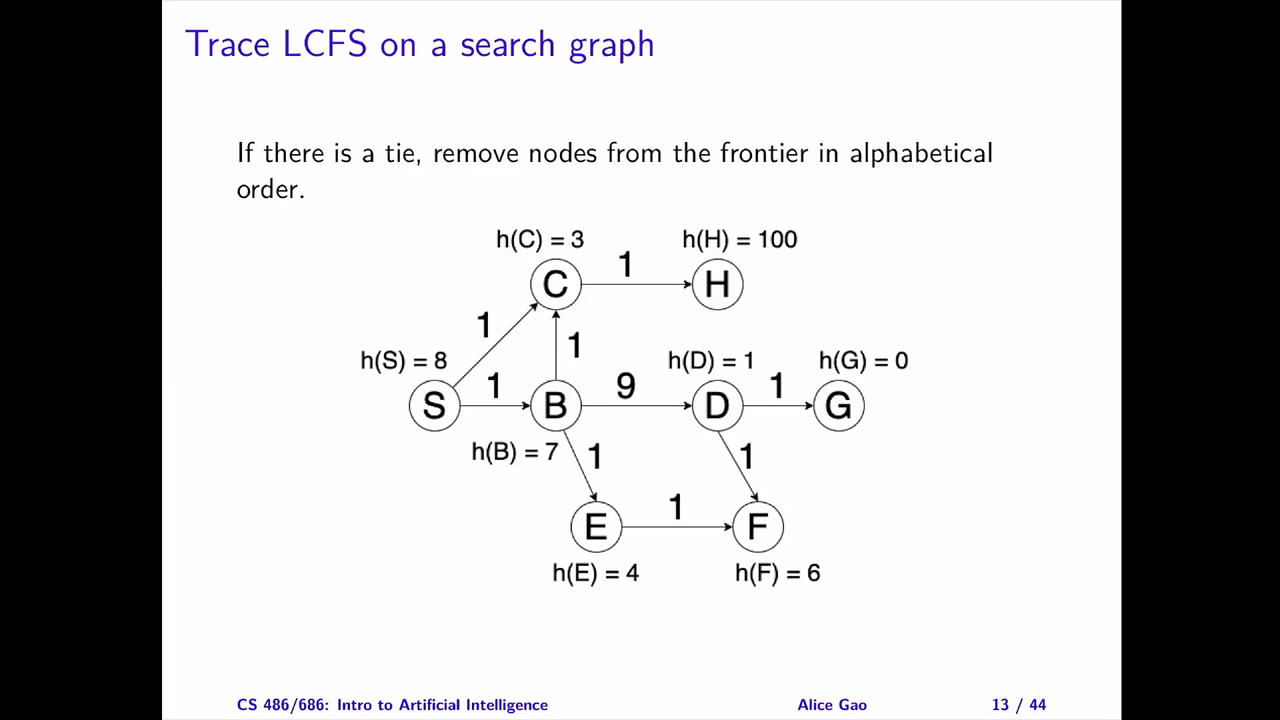 Trace LCFS on a search graph
If there is a tie, remove nodes from the frontier in alphabetical
order.
h(C) = 3
h(H) = 100
C
1
H
1
1
h(S) = 8
h(D) = 1
h(G) = 0
S
1
B
9
D
1
G
h(B) = 7
1
1
E
1
F
h(E) = 4
h(F) = 6
CS 486/686: Intro to Artificial Intelligence
Alice Gao
13 / 44